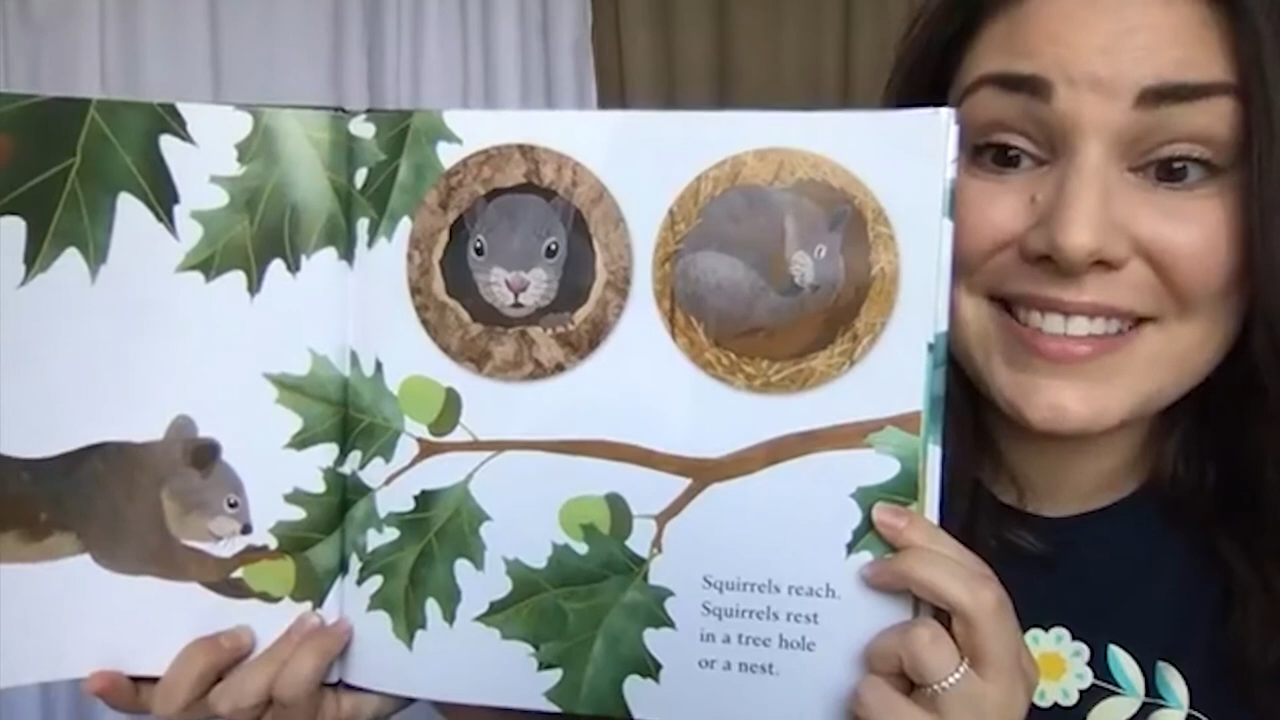 Squirrels reach.
Squirrels rest
in a tree hole
or a nest.